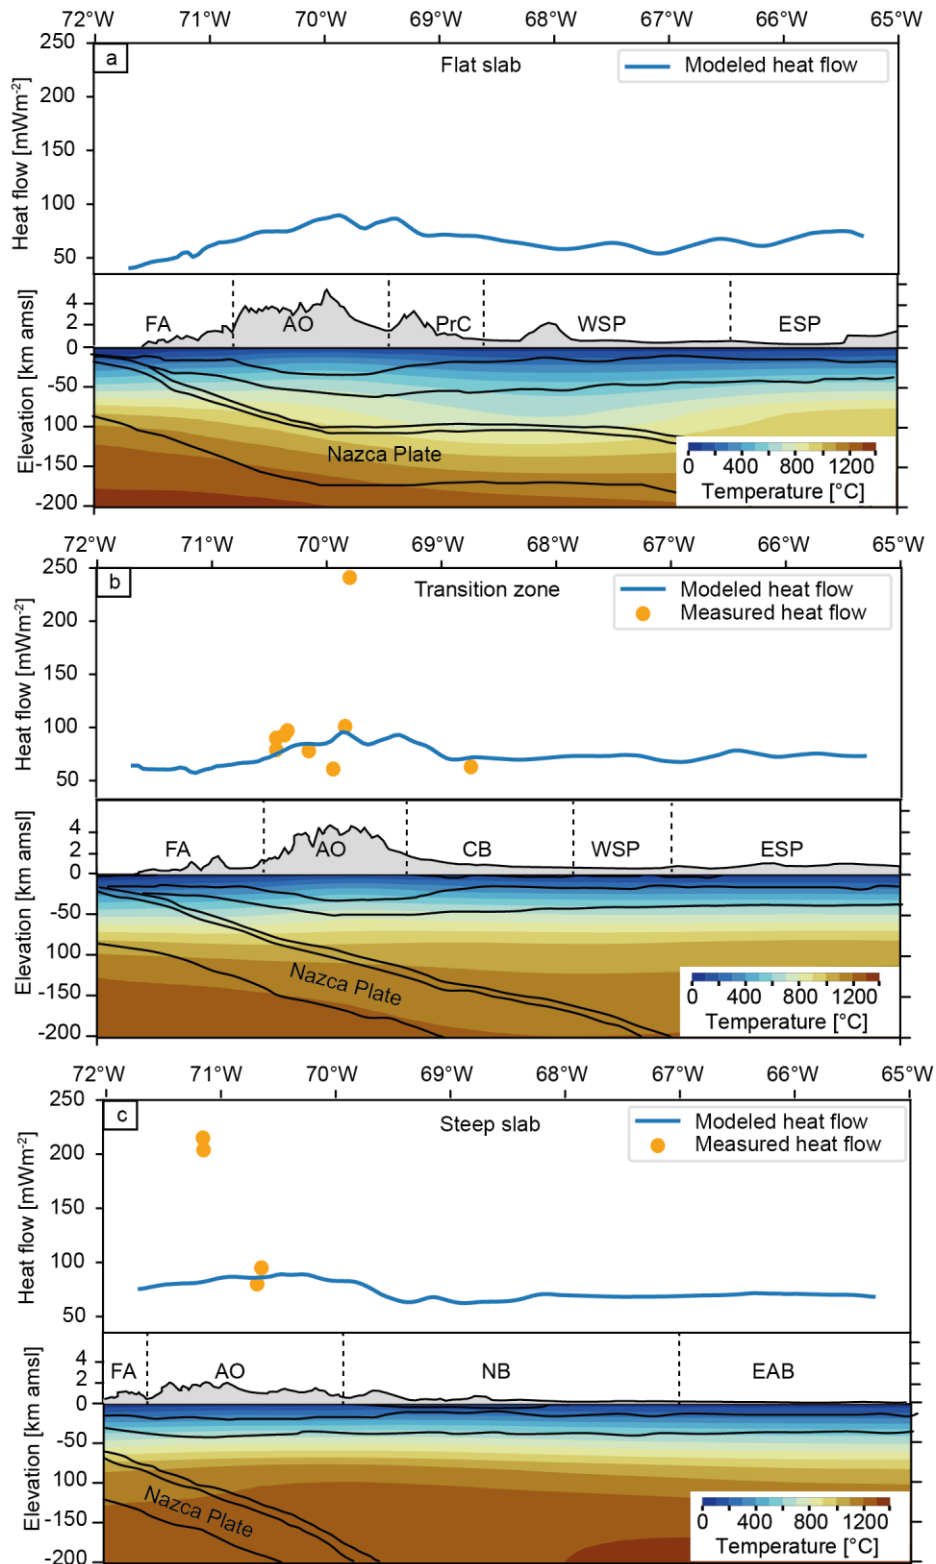 72°W 71°W 70°W 69°W 68°W 67°W 66°W 65°W
250
a
Flat slab
Modeled heat flow
200
150
100
50
Heat flow [mWm-2]
4
2
0
FA AO PrC WSP ESP
-50
100
-150
-200
Elevation [km amsl]
Nazca Plate
0 400 800 1200
Temperature [°C]
72°W 71°W 70°W 69°W 68°W 67°W 66°W 65°W
250
b
Transition zone
Modeled heat flow
Measured heat flow
200
150
100
50
Heat flow [mWm-2]
4
2
0
FA AO CB WSP ESP
-50
100
-150
-200
Elevation [km amsl]
Nazca Plate
0 400 800 1200
Temperature [°C]
72°W 71°W 70°W 69°W 68°W 67°W 66°W 65°W
250
c
Steep slab
Modeled heat flow
Measured heat flow
200
150
100
50
Heat flow [mWm-2]
4
2
0
FA AO NB EAB
-50
100
-150
-200
Elevation [km amsl]
Nazca Plate
0 400 800 1200
Temperature [°C]